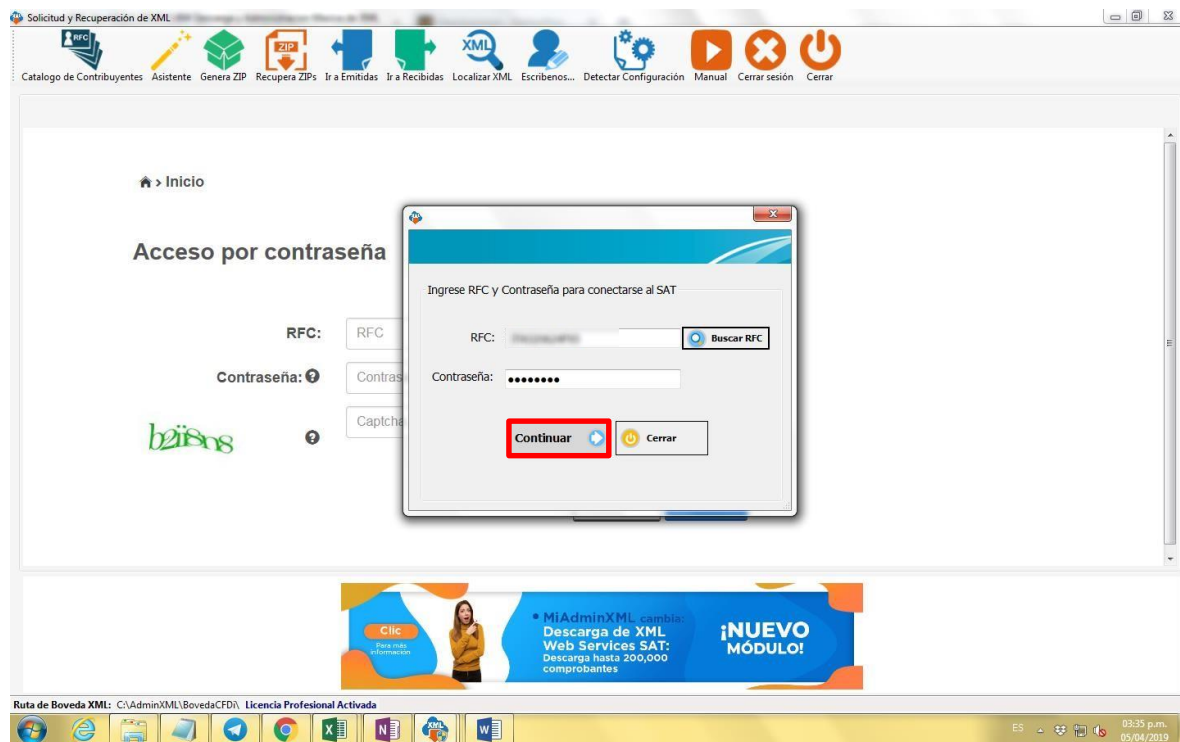 Solicitud y Recuperación de XML
Catalogo de Contribuyentes Asistente Genera ZIP Recupera ZIPs Ir a Emitidas Ir a Recibidas Localizar XML Escribenos... Detectar Configuración Manual Cerrar sesión Cerrar
RFC
ZIP
XML
> Inicio
Acceso por contraseña
RFC:
RFC
Contraseña:
Contras
Captcha
Ingrese RFC y Contraseña para conectarse al SAT
RFC:
Buscar RFC
Contraseña: ●●●●●●●●
Continuar
Cerrar
Clic
Para más
información
• MiAdminXML cambia:
Descarga de XML
Web Services SAT:
Descarga hasta 200,000
comprobantes
¡NUEVO
MÓDULO!
Ruta de Boveda XML: C:\AdminXML\BovedaCFDi\ Licencia Profesional Activada
XML
ES
03:35 p.m.
05/04/2019